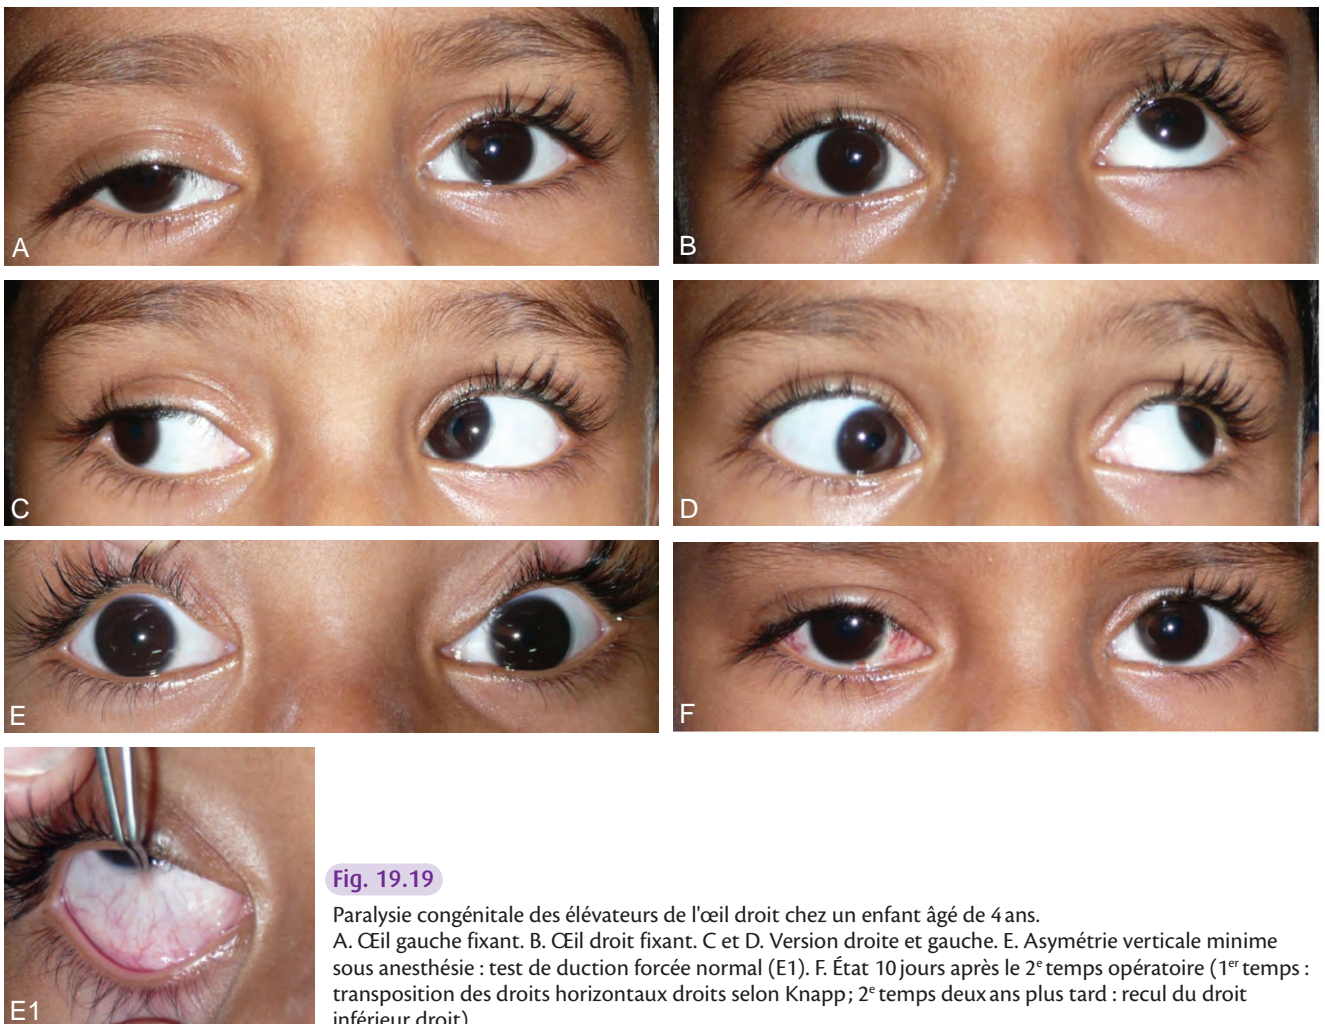 A
B
C
D
E
F
E1
Fig. 19.19
Paralysie congénitale des élévateurs de l'œil droit chez un enfant âgé de 4 ans.
A. Œil gauche fixant. B. Œil droit fixant. C et D. Version droite et gauche. E. Asymétrie verticale minime
sous anesthésie : test de duction forcée normal (E1). F. État 10 jours après le 2e temps opératoire (1er temps :
transposition des droits horizontaux droits selon Knapp ; 2e temps deux ans plus tard : recul du droit
inférieur droit)